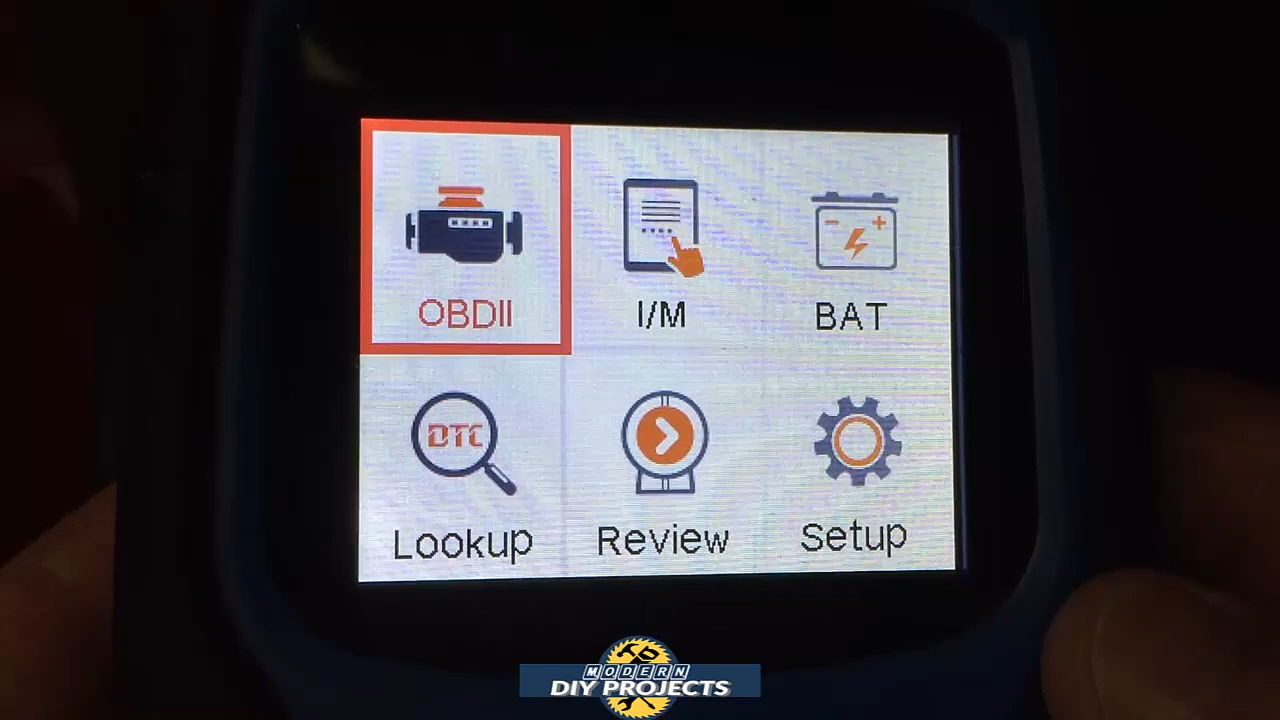 OBDII
I/M
BAT
DTC
Lookup
Review
Setup
MODERN
DIY PROJECTS